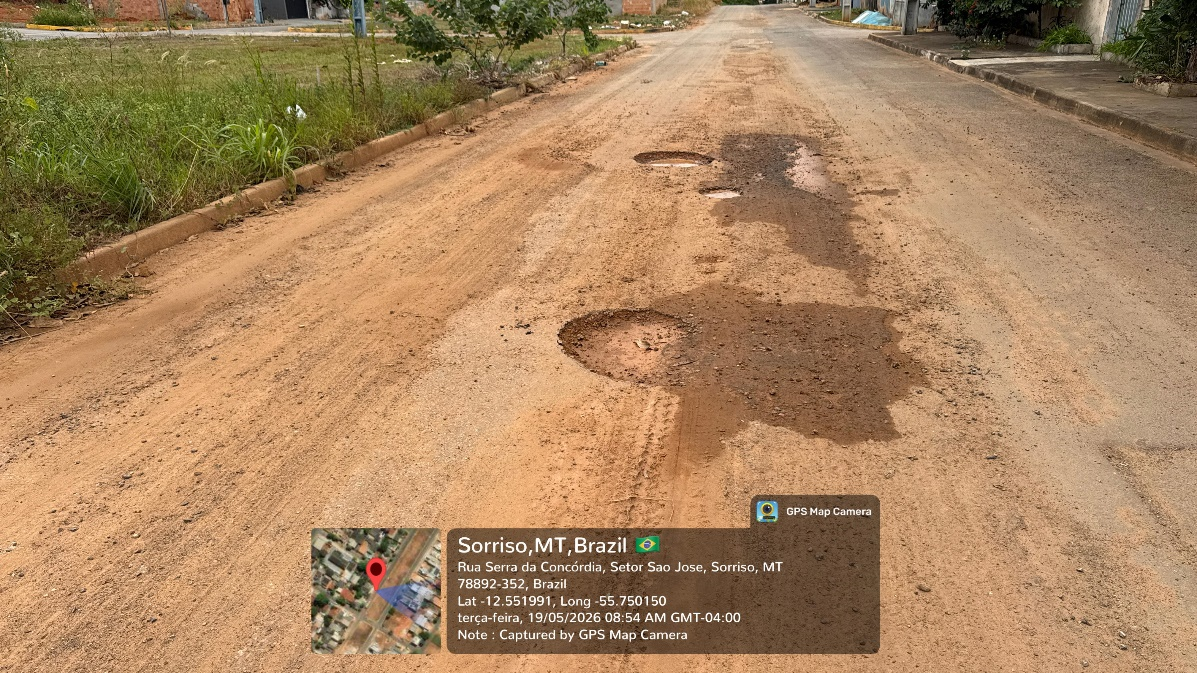 GPS Map Camera
Sorriso,MT,Brazil
Rua Serra da Concórdia, Setor Sao Jose, Sorriso, MT
78892-352, Brazil
Lat -12.551991, Long -55.750150
terça-feira, 19/05/2026 08:54 AM GMT-04:00
Note : Captured by GPS Map Camera